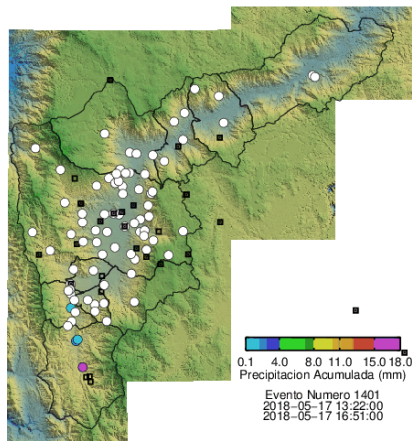 0.1 4.0 8.0 11.0 15.0 18.0
Precipitacion Acumulada (mm)
Evento Numero 1401
2018-05-17 13:22:00
2018-05-17 16:51:00